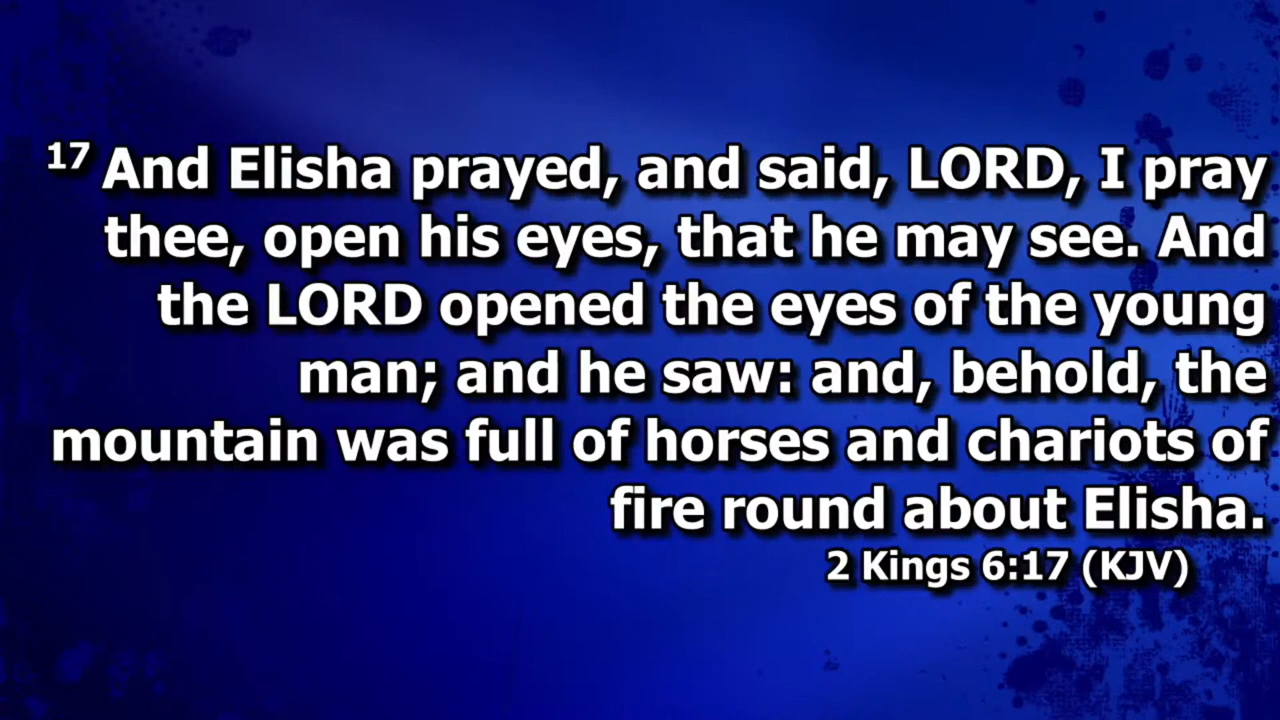 17 And Elisha prayed, and said, LORD, I pray
thee, open his eyes, that he may see. And
the LORD opened the eyes of the young
man; and he saw: and, behold, the
mountain was full of horses and chariots of
fire round about Elisha.
2 Kings 6:17 (KJV)